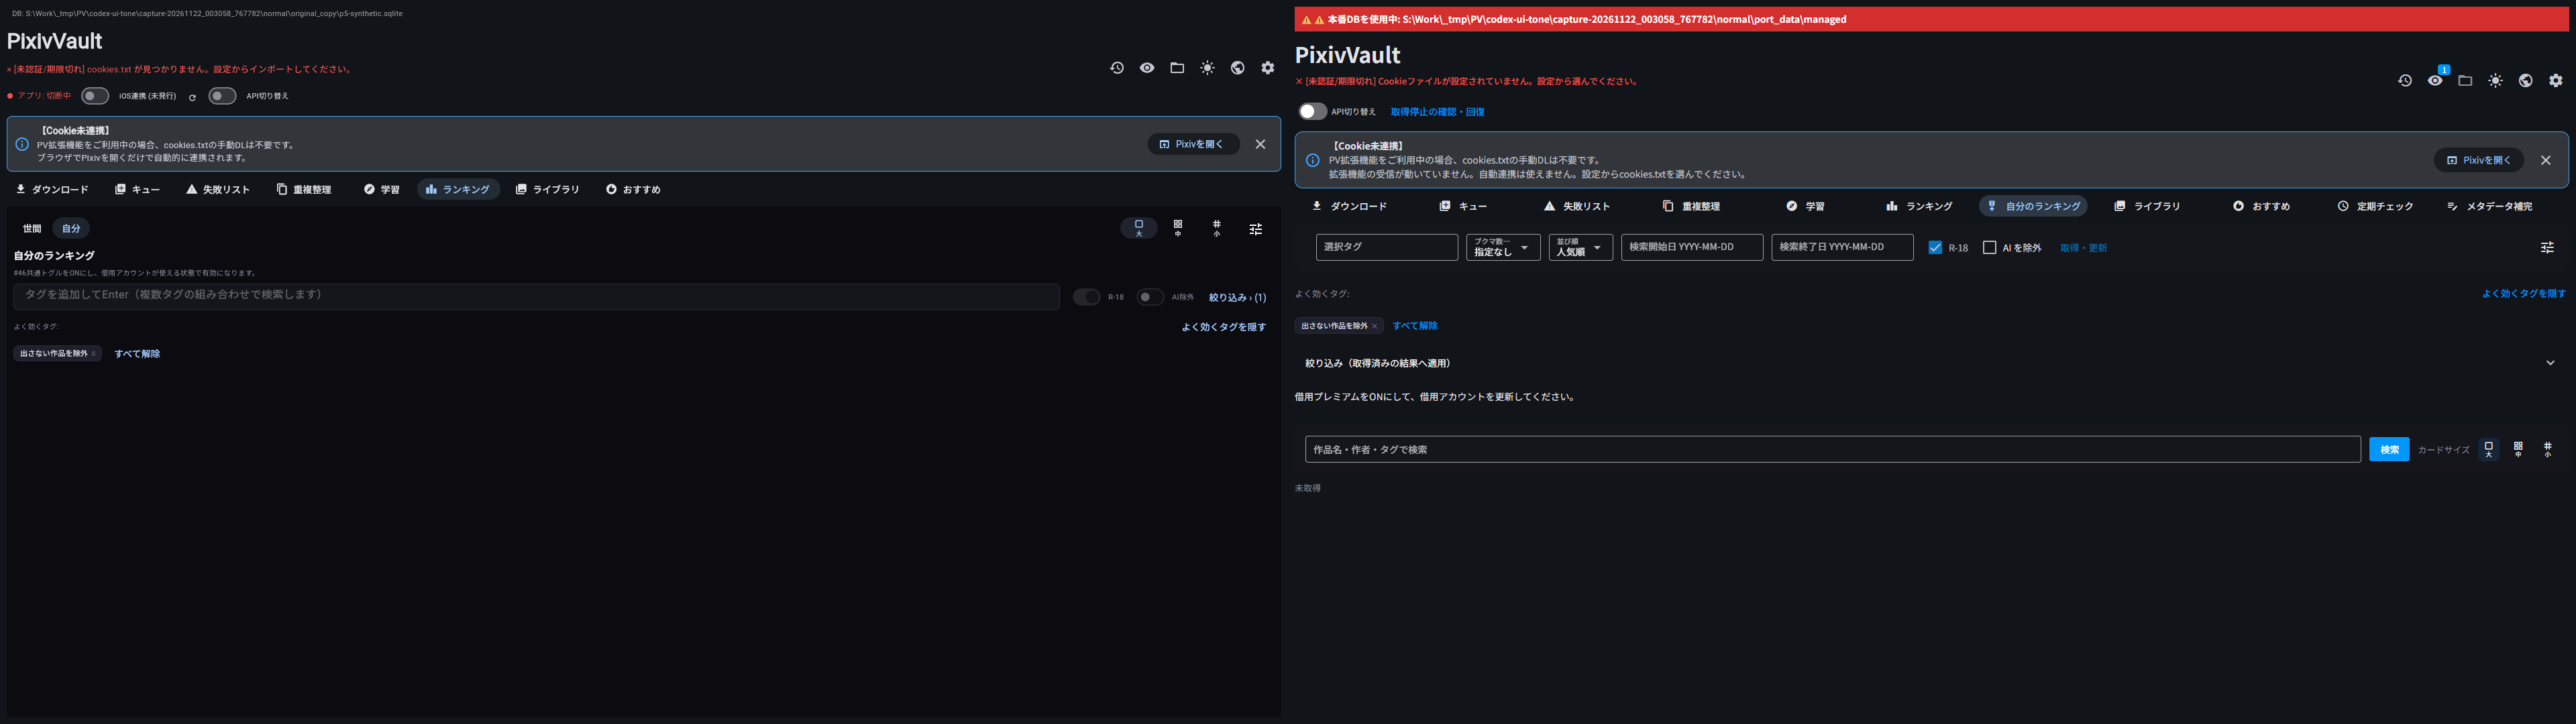 DB: S:\Work\_tmp\PV\codex-ui-tone\capture-20261122_003058_767782\normal\original_copy\p5-synthetic.sqlite
PixivVault
× [未認証/期限切れ] cookies.txt が見つかりません。設定からインポートしてください。
アプリ: 切断中
iOS連携 (未発行)
API切り替え
【Cookie未連携】
PV拡張機能をご利用中の場合、cookies.txtの手動DLは不要です。
ブラウザでPixivを開くだけで自動的に連携されます。
Pixivを開く
ダウンロード
キュー
失敗リスト
重複整理
学習
ランキング
ライブラリ
おすすめ
世間
自分
大
中
小
自分のランキング
#46共通トグルをONにし、借用アカウントが使える状態で有効になります。
タグを追加してEnter（複数タグの組み合わせで検索します）
R-18
AI除外
絞り込み › (1)
よく効くタグ:
よく効くタグを隠す
出さない作品を除外
すべて解除
本番DBを使用中: S:\Work\_tmp\PV\codex-ui-tone\capture-20261122_003058_767782\normal\port_data\managed
PixivVault
× [未認証/期限切れ] Cookieファイルが設定されていません。設定から選んでください。
1
API切り替え
取得停止の確認・回復
【Cookie未連携】
PV拡張機能をご利用中の場合、cookies.txtの手動DLは不要です。
拡張機能の受信が動いていません。自動連携は使えません。設定からcookies.txtを選んでください。
Pixivを開く
ダウンロード
キュー
失敗リスト
重複整理
学習
ランキング
自分のランキング
ライブラリ
おすすめ
定期チェック
メタデータ補完
選択タグ
ブクマ数…
指定なし
並び順
人気順
検索開始日 YYYY-MM-DD
検索終了日 YYYY-MM-DD
R-18
AI を除外
取得・更新
よく効くタグ:
よく効くタグを隠す
出さない作品を除外
すべて解除
絞り込み（取得済みの結果へ適用）
借用プレミアムをONにして、借用アカウントを更新してください。
作品名・作者・タグで検索
検索
カードサイズ
大
中
小
未取得